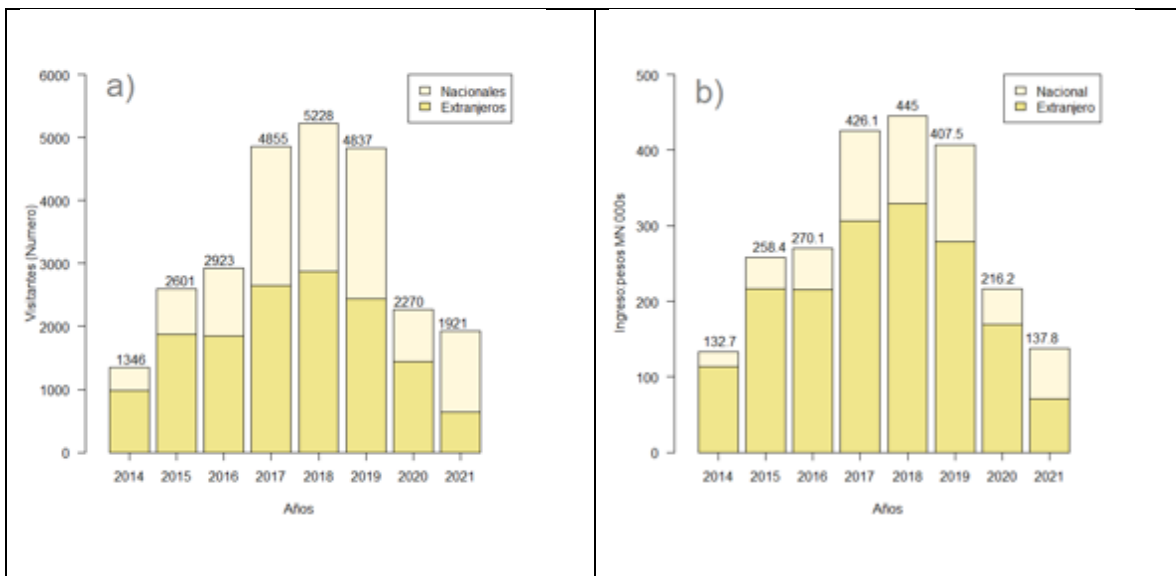 a)
Nacionales
Extranjeros
Visitantes (Numero)
6000
5000
4000
3000
2000
1000
0
1346
2601
2923
4855
5228
4837
2270
1921
2014 2015 2016 2017 2018 2019 2020 2021
Años
b)
Nacional
Extranjero
Ingreso:pesos MN 000s
500
400
300
200
100
0
132.7
258.4
270.1
426.1
445
407.5
216.2
137.8
2014 2015 2016 2017 2018 2019 2020 2021
Años